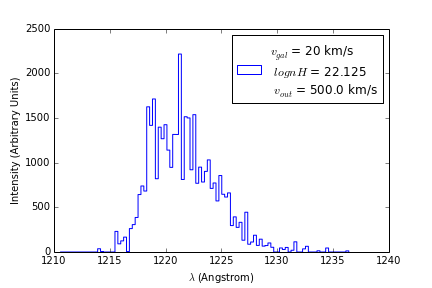 2500
2000
1500
1000
500
0
Intensity (Arbitrary Units)
v_gal = 20 km/s
lognH = 22.125
v_out = 500.0 km/s
1210 1215 1220 1225 1230 1235 1240
λ (Angstrom)